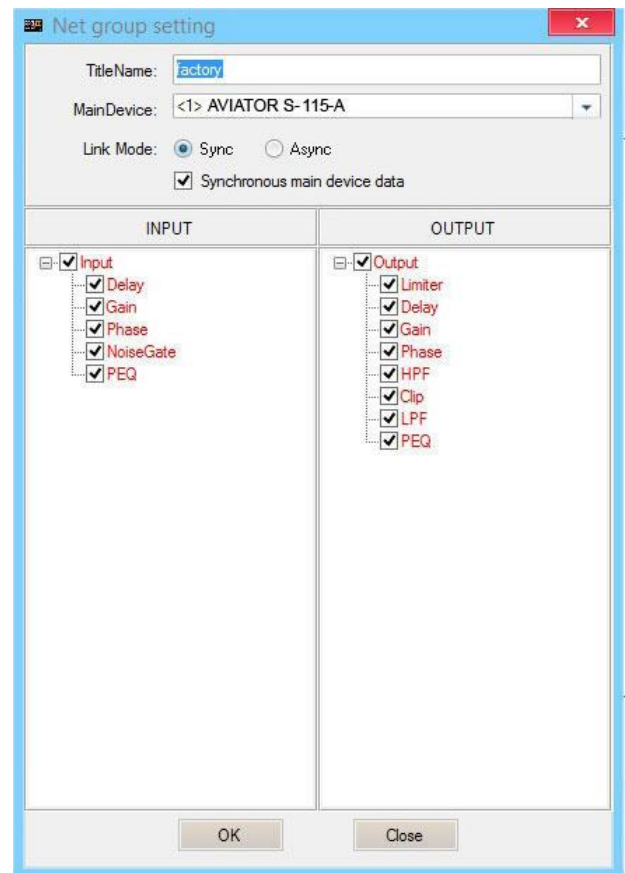 Net group setting
TitleName: factory
MainDevice: <1> AVIATOR S-115-A
Link Mode: Sync Async
Synchronous main device data
INPUT OUTPUT
Input
Delay
Gain
Phase
NoiseGate
PEQ
Output
Limiter
Delay
Gain
Phase
HPF
Clip
LPF
PEQ
OK Close